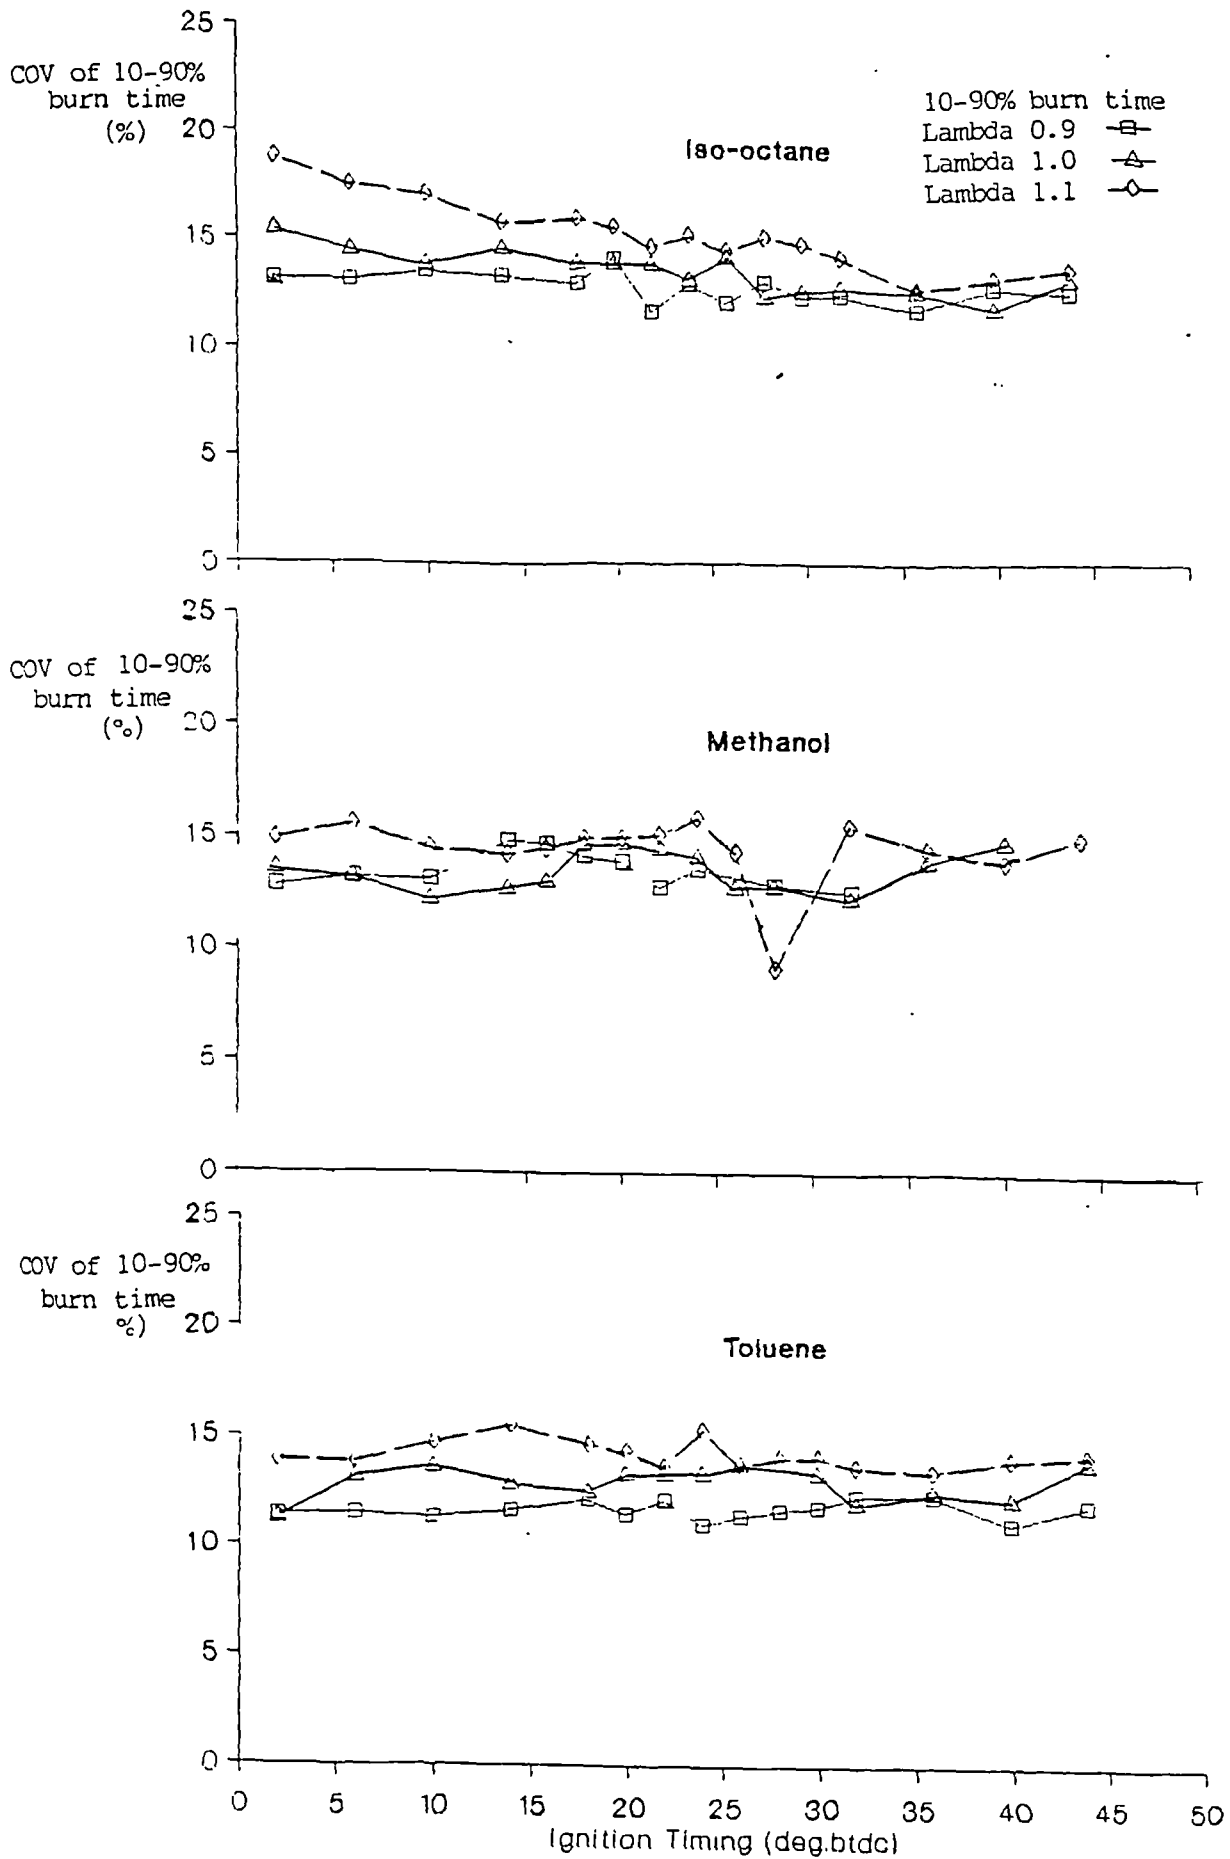 25
COV of 10-90%
burn time
(%)
20
15
10
5
0
Iso-octane
10-90% burn time
Lambda 0.9
Lambda 1.0
Lambda 1.1
25
COV of 10-90%
burn time
(%)
20
15
10
5
0
Methanol
25
COV of 10-90%
burn time
%)
20
15
10
5
0
Toluene
0 5 10 15 20 25 30 35 40 45 50
Ignition Timing (deg.btdc)